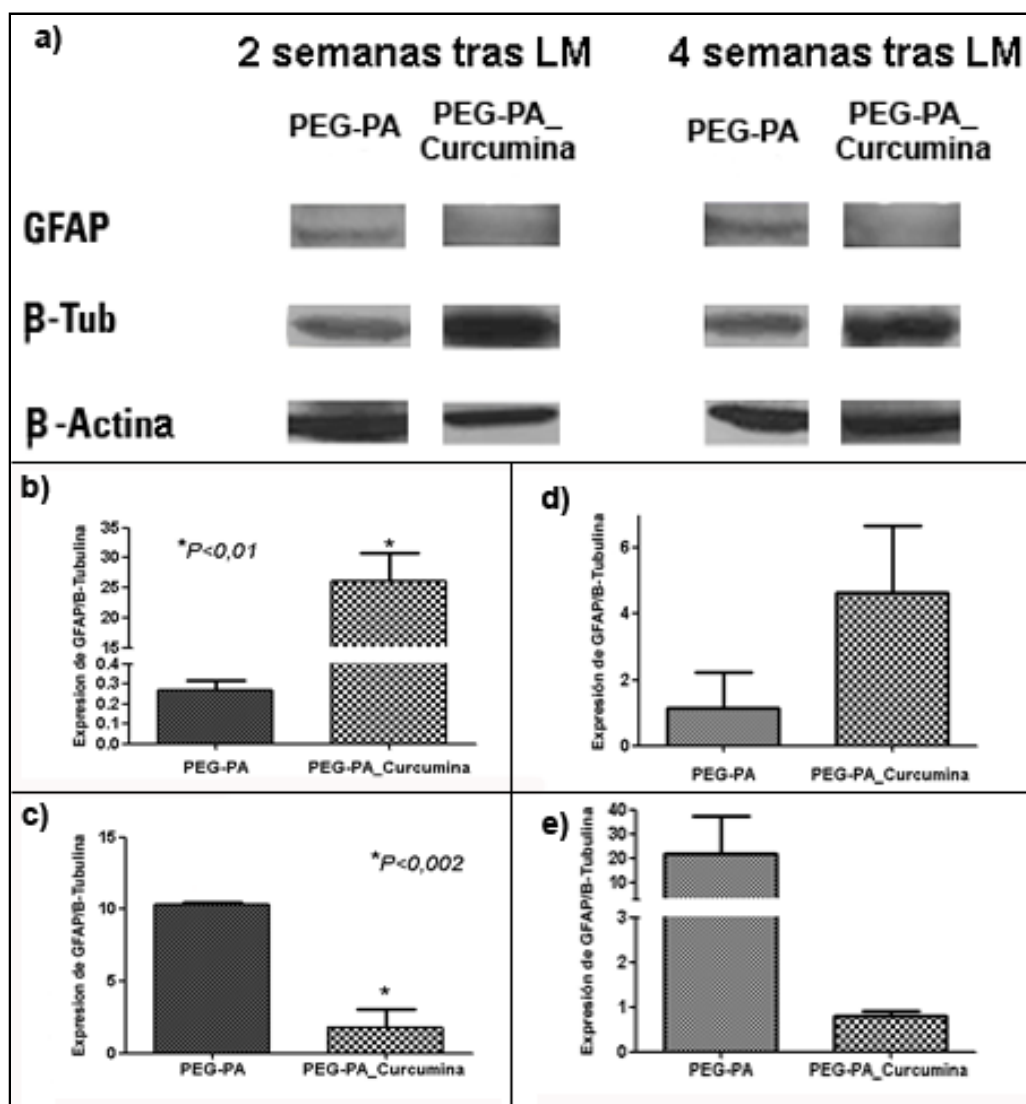 a)
2 semanas tras LM
4 semanas tras LM
PEG-PA
PEG-PA_
Curcumina
PEG-PA
PEG-PA_
Curcumina
GFAP
β-Tub
β-Actina
b)
Expresion de GFAP/B-Tubulina
35
30
25
20
15
0.4
0.3
0.2
0.1
0.0
*P<0,01
*
PEG-PA
PEG-PA_Curcumina
d)
Expresión de GFAP/B-Tubulina
6
4
2
0
PEG-PA
PEG-PA_Curcumina
c)
Expresion de GFAP/B-Tubulina
15
10
5
0
*P<0,002
*
PEG-PA
PEG-PA_Curcumina
e)
Expresión de GFAP/B-Tubulina
40
30
20
10
3
2
1
0
PEG-PA
PEG-PA_Curcumina